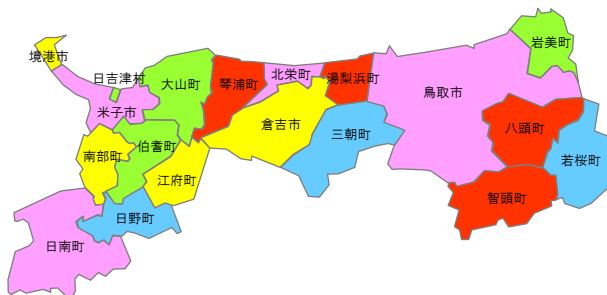 岩美町
境港市
日吉津村
大山町
琴浦町
北栄町
湯梨浜町
鳥取市
米子市
倉吉市
三朝町
八頭町
南部町
伯耆町
若桜町
江府町
智頭町
日野町
日南町